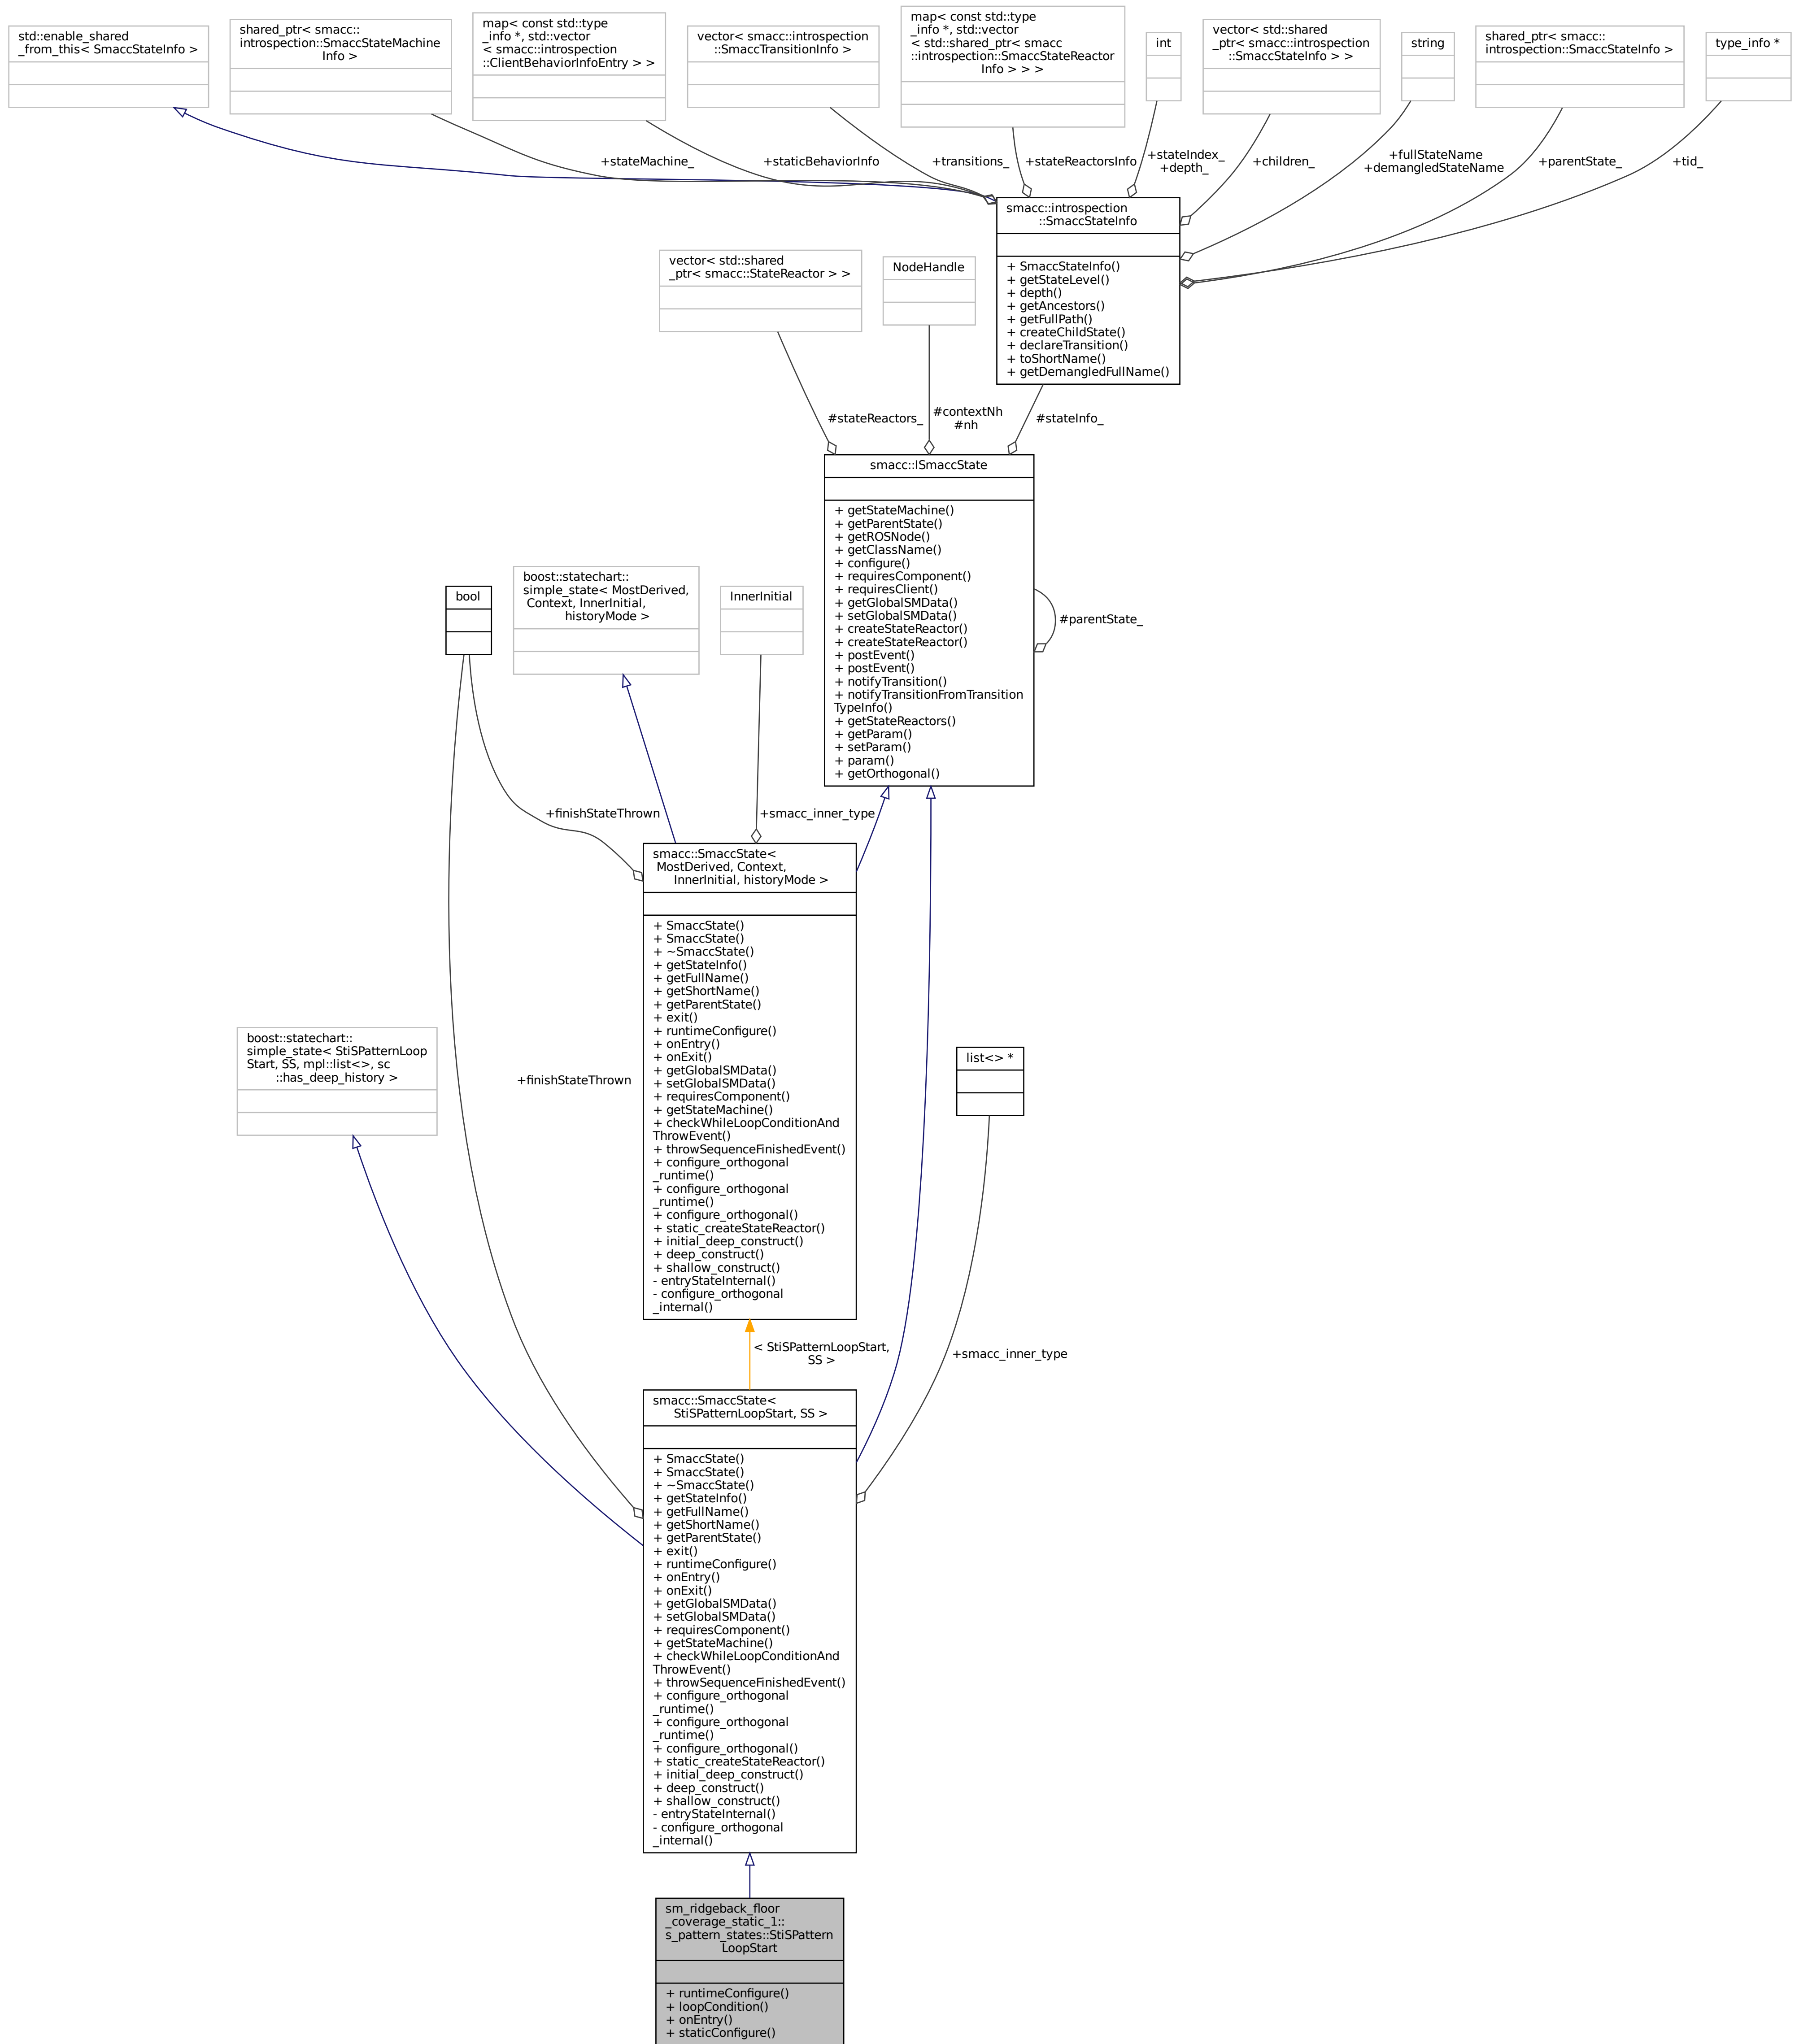 std::enable_shared
_from_this< SmaccStateInfo >
shared_ptr< smacc::
introspection::SmaccStateMachine
Info >
map< const std::type
_info *, std::vector
< smacc::introspection
::ClientBehaviorInfoEntry > >
vector< smacc::introspection
::SmaccTransitionInfo >
map< const std::type
_info *, std::vector
< std::shared_ptr< smacc
::introspection::SmaccStateReactor
Info > > >
int
vector< std::shared
_ptr< smacc::introspection
::SmaccStateInfo > >
string
shared_ptr< smacc::
introspection::SmaccStateInfo >
type_info *
+stateMachine_
+staticBehaviorInfo
+transitions_
+stateReactorsInfo
+stateIndex_
+depth_
+children_
+fullStateName
+demangledStateName
+parentState_
+tid_
smacc::introspection
::SmaccStateInfo
+ SmaccStateInfo()
+ getStateLevel()
+ depth()
+ getAncestors()
+ getFullPath()
+ createChildState()
+ declareTransition()
+ toShortName()
+ getDemangledFullName()
vector< std::shared
_ptr< smacc::StateReactor > >
NodeHandle
#stateReactors_
#contextNh
#nh
#stateInfo_
smacc::ISmaccState
+ getStateMachine()
+ getParentState()
+ getROSNode()
+ getClassName()
+ configure()
+ requiresComponent()
+ requiresClient()
+ getGlobalSMData()
+ setGlobalSMData()
+ createStateReactor()
+ createStateReactor()
+ postEvent()
+ postEvent()
+ notifyTransition()
+ notifyTransitionFromTransition
TypeInfo()
+ getStateReactors()
+ getParam()
+ setParam()
+ param()
+ getOrthogonal()
#parentState_
bool
boost::statechart::
simple_state< MostDerived,
Context, InnerInitial,
historyMode >
InnerInitial
+finishStateThrown
+smacc_inner_type
smacc::SmaccState<
MostDerived, Context,
InnerInitial, historyMode >
+ SmaccState()
+ SmaccState()
+ ~SmaccState()
+ getStateInfo()
+ getFullName()
+ getShortName()
+ getParentState()
+ exit()
+ runtimeConfigure()
+ onEntry()
+ onExit()
+ getGlobalSMData()
+ setGlobalSMData()
+ requiresComponent()
+ getStateMachine()
+ checkWhileLoopConditionAnd
ThrowEvent()
+ throwSequenceFinishedEvent()
+ configure_orthogonal
_runtime()
+ configure_orthogonal
_runtime()
+ configure_orthogonal()
+ static_createStateReactor()
+ initial_deep_construct()
+ deep_construct()
+ shallow_construct()
- entryStateInternal()
- configure_orthogonal
_internal()
boost::statechart::
simple_state< StiSPatternLoop
Start, SS, mpl::list<>, sc
::has_deep_history >
+finishStateThrown
list<> *
< StiSPatternLoopStart,
SS >
+smacc_inner_type
smacc::SmaccState<
StiSPatternLoopStart, SS >
+ SmaccState()
+ SmaccState()
+ ~SmaccState()
+ getStateInfo()
+ getFullName()
+ getShortName()
+ getParentState()
+ exit()
+ runtimeConfigure()
+ onEntry()
+ onExit()
+ getGlobalSMData()
+ setGlobalSMData()
+ requiresComponent()
+ getStateMachine()
+ checkWhileLoopConditionAnd
ThrowEvent()
+ throwSequenceFinishedEvent()
+ configure_orthogonal
_runtime()
+ configure_orthogonal
_runtime()
+ configure_orthogonal()
+ static_createStateReactor()
+ initial_deep_construct()
+ deep_construct()
+ shallow_construct()
- entryStateInternal()
- configure_orthogonal
_internal()
sm_ridgeback_floor
_coverage_static_1::
s_pattern_states::StiSPattern
LoopStart
+ runtimeConfigure()
+ loopCondition()
+ onEntry()
+ staticConfigure()